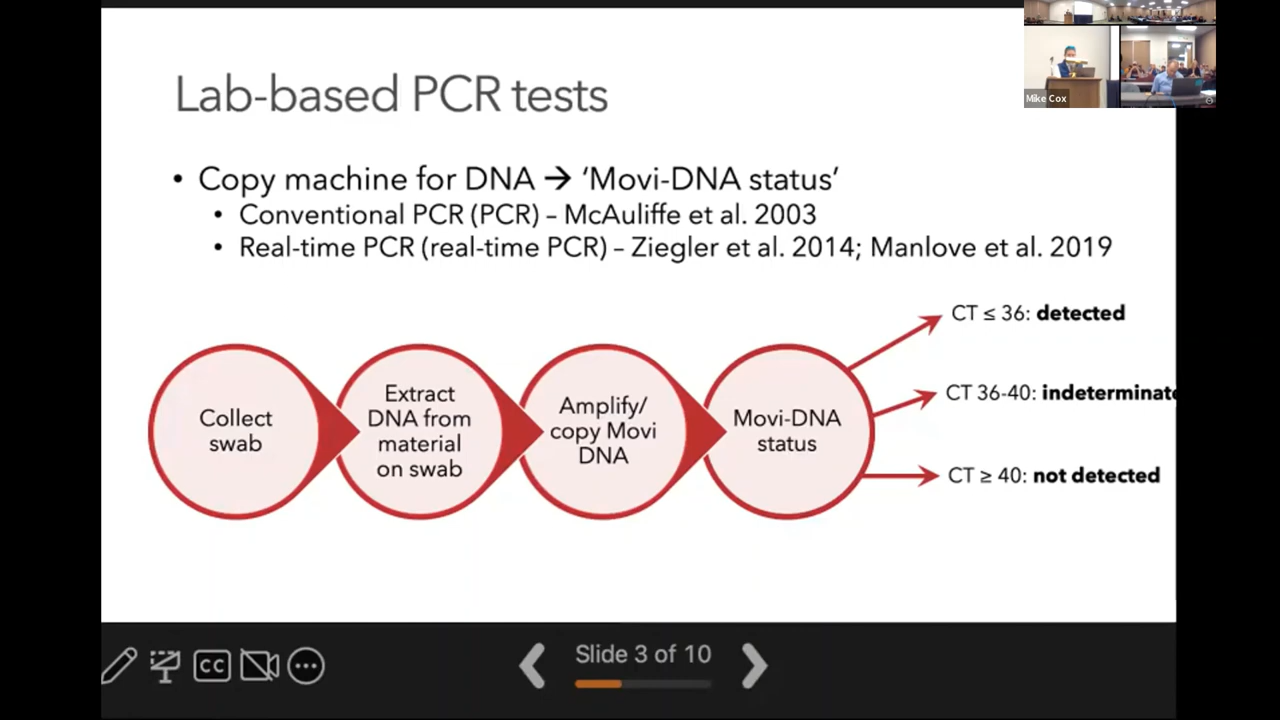 Lab-based PCR tests
Mike Cox
• Copy machine for DNA → ‘Movi-DNA status’
• Conventional PCR (PCR) – McAuliffe et al. 2003
• Real-time PCR (real-time PCR) – Ziegler et al. 2014; Manlove et al. 2019
Collect
swab
Extract
DNA from
material
on swab
Amplify/
copy Movi
DNA
Movi-DNA
status
CT ≤ 36: detected
CT 36-40: indeterminate
CT ≥ 40: not detected
CC
Slide 3 of 10